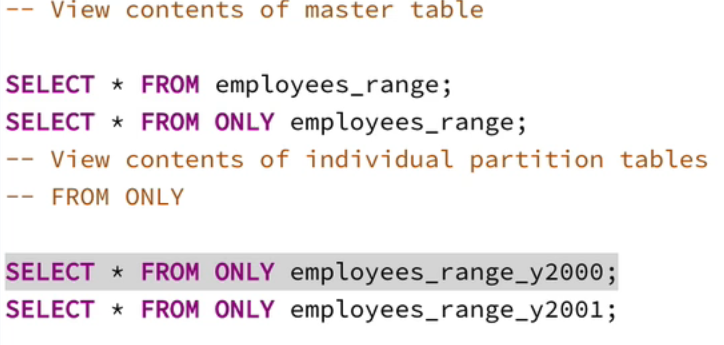 -- View contents of master table
SELECT * FROM employees_range;
SELECT * FROM ONLY employees_range;
-- View contents of individual partition tables
-- FROM ONLY
SELECT * FROM ONLY employees_range_y2000;
SELECT * FROM ONLY employees_range_y2001;